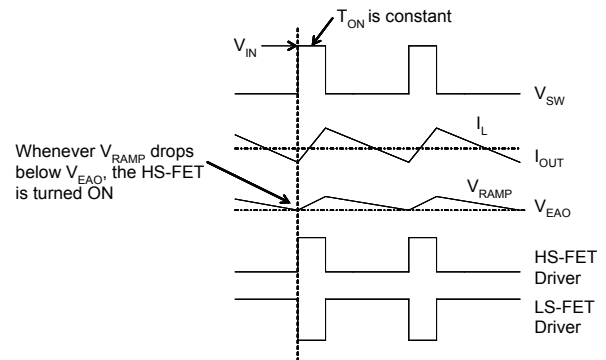 T_ON is constant
V_IN
V_SW
I_L
I_OUT
Whenever V_RAMP drops
below V_EAO, the HS-FET
is turned ON
V_RAMP
V_EAO
HS-FET
Driver
LS-FET
Driver